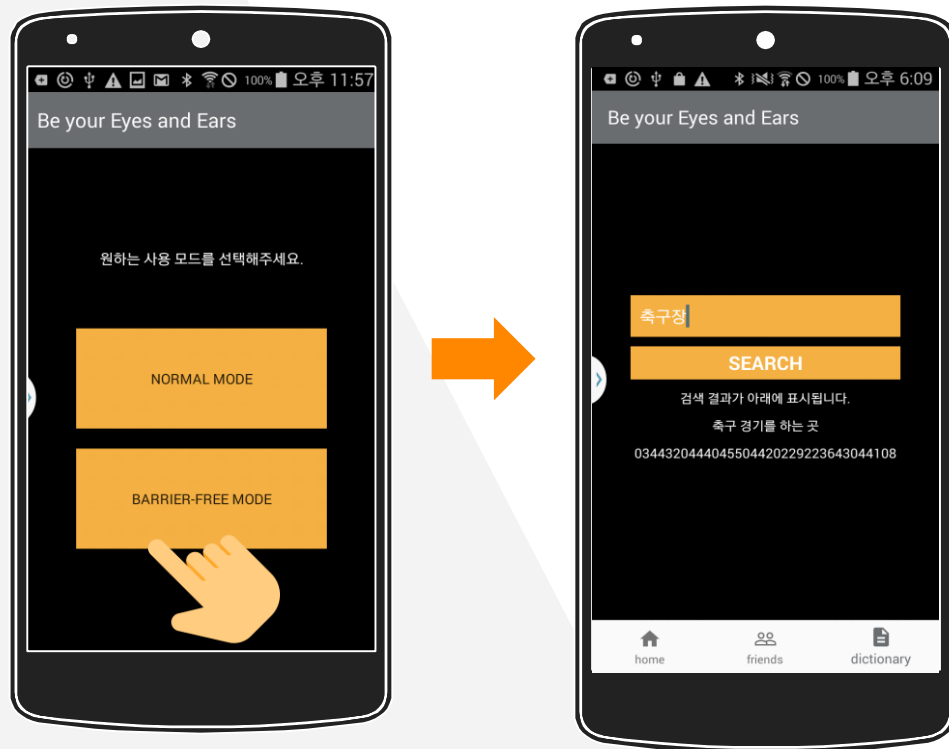 100% 오후 11:57
Be your Eyes and Ears
원하는 사용 모드를 선택해주세요.
NORMAL MODE
BARRIER-FREE MODE
100% 오후 6:09
Be your Eyes and Ears
축구장
SEARCH
검색 결과가 아래에 표시됩니다.
축구 경기를 하는 곳
0344320444045504420229223643044108
home friends dictionary